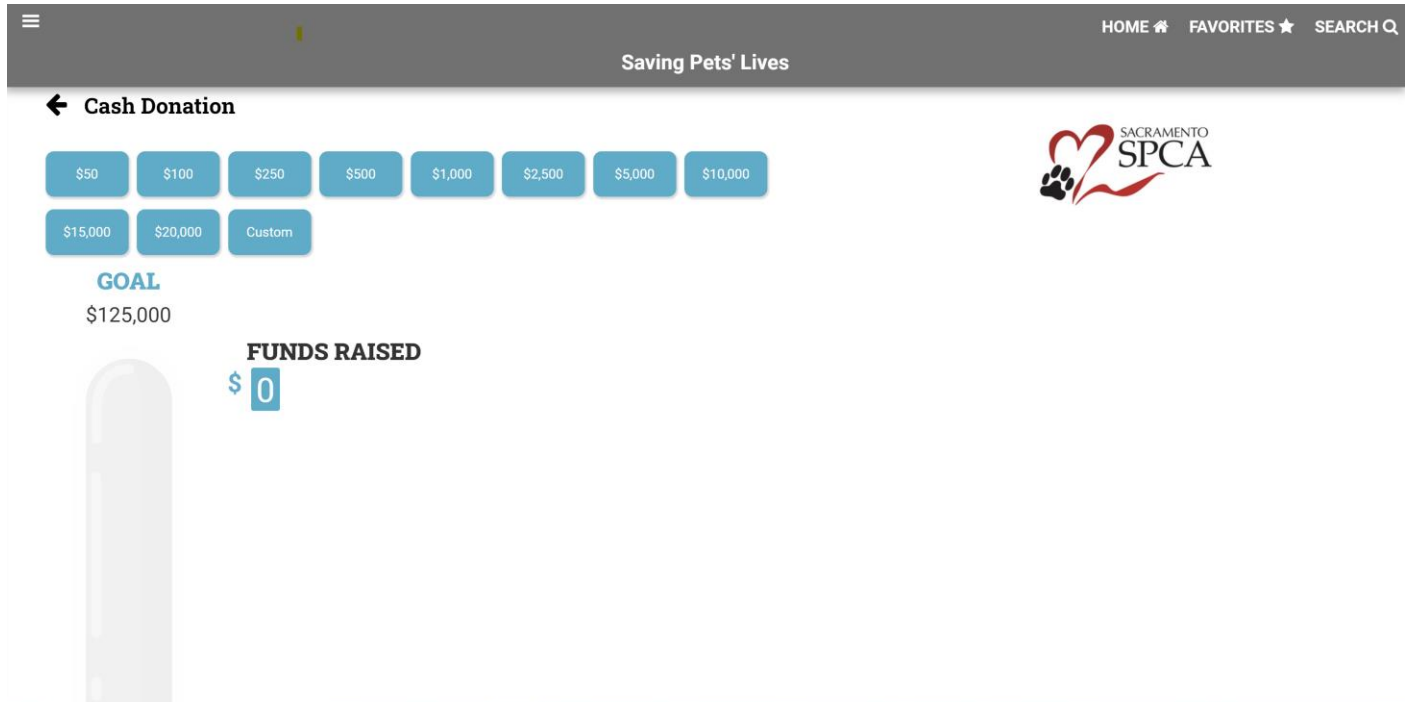 HOME FAVORITES SEARCH
Saving Pets' Lives
Cash Donation
SACRAMENTO
SPCA
$50 $100 $250 $500 $1,000 $2,500 $5,000 $10,000
$15,000 $20,000 Custom
GOAL
$125,000
FUNDS RAISED
$ 0